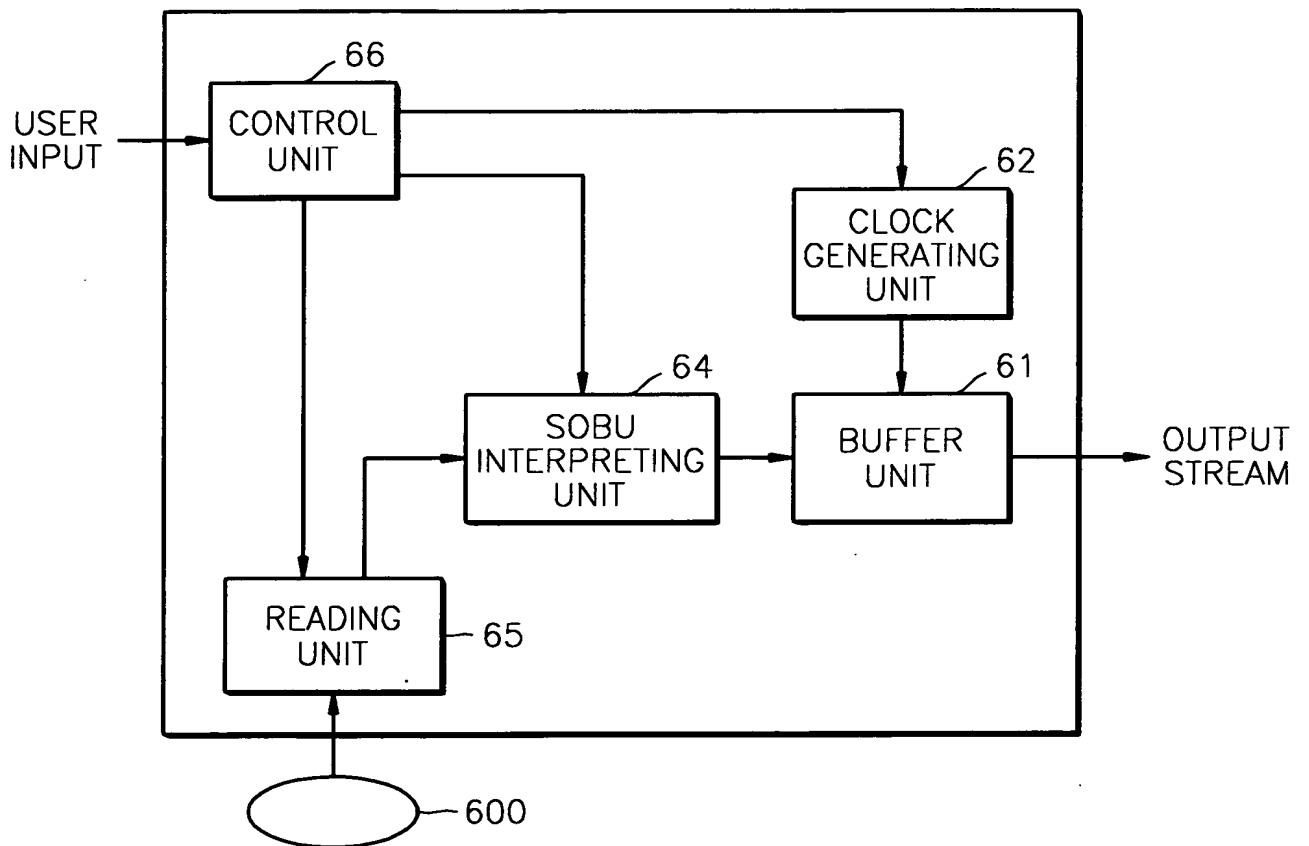 66
USER
INPUT
CONTROL
UNIT
62
CLOCK
GENERATING
UNIT
64
61
SOBU
INTERPRETING
UNIT
BUFFER
UNIT
OUTPUT
STREAM
READING
UNIT
65
600